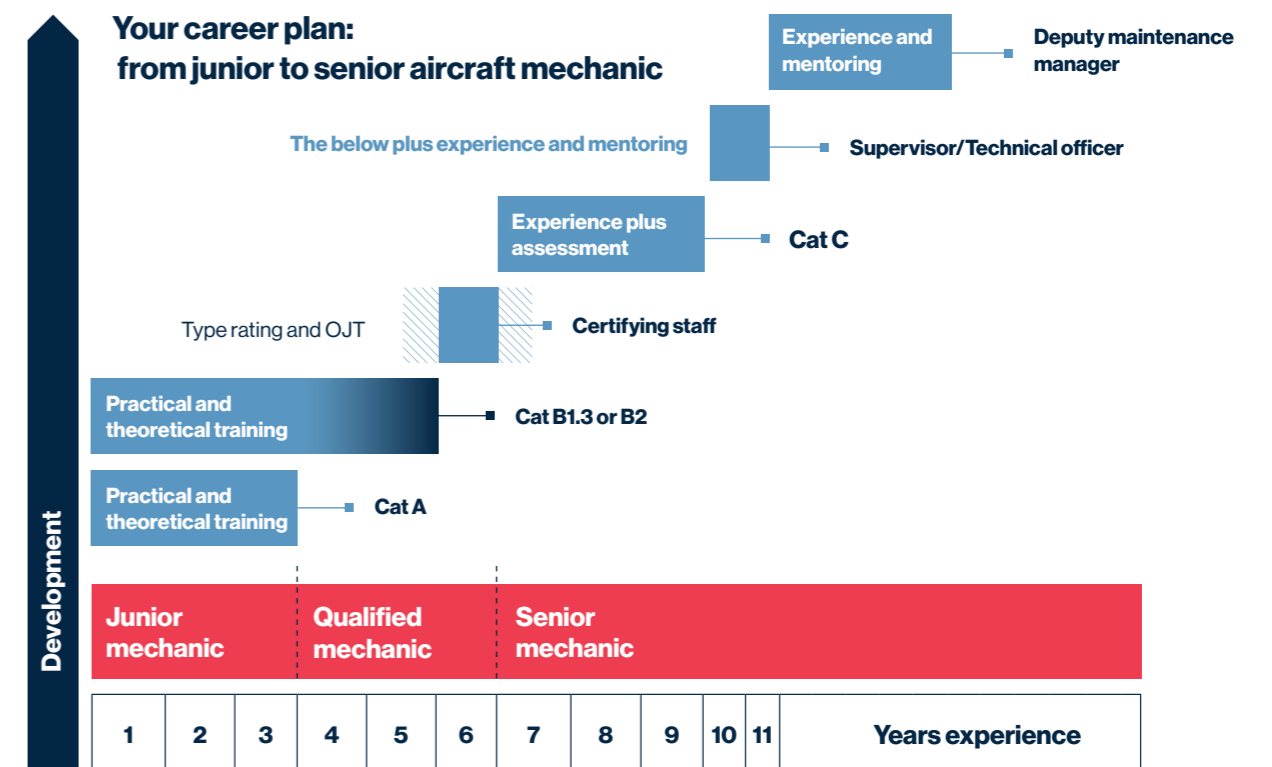 Your career plan:
from junior to senior aircraft mechanic
Experience and
mentoring
Deputy maintenance
manager
The below plus experience and mentoring
Supervisor/Technical officer
Experience plus
assessment
Cat C
Type rating and OJT
Certifying staff
Practical and
theoretical training
Cat B1.3 or B2
Practical and
theoretical training
Cat A
Development
Junior
mechanic
Qualified
mechanic
Senior
mechanic
1 2 3 4 5 6 7 8 9 10 11 Years experience